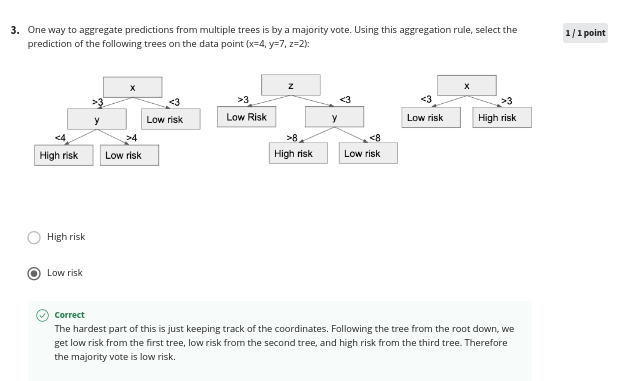 3. One way to aggregate predictions from multiple trees is by a majority vote. Using this aggregation rule, select the
prediction of the following trees on the data point (x=4, y=7, z=2):
1 / 1 point
x
>3
<3
y
Low risk
<4
>4
High risk
Low risk
z
>3
<3
Low Risk
y
>8
<8
High risk
Low risk
x
<3
>3
Low risk
High risk
High risk
Low risk
Correct
The hardest part of this is just keeping track of the coordinates. Following the tree from the root down, we
get low risk from the first tree, low risk from the second tree, and high risk from the third tree. Therefore
the majority vote is low risk.